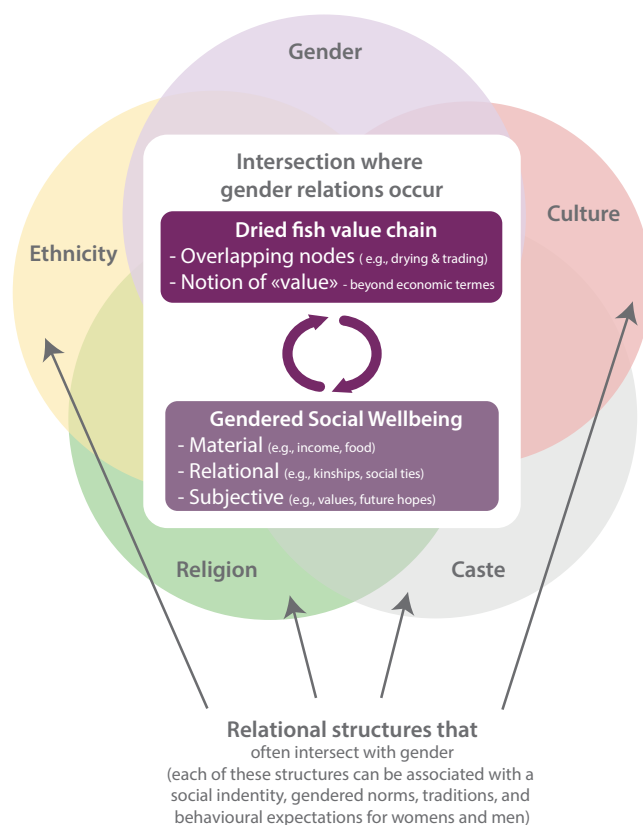 Gender
Intersection where
gender relations occur
Culture
Ethnicity
Dried fish value chain
- Overlapping nodes ( e.g., drying & trading)
- Notion of «value» - beyond economic termes
Gendered Social Wellbeing
- Material (e.g., income, food)
- Relational (e.g., kinships, social ties)
- Subjective (e.g., values, future hopes)
Religion
Caste
Relational structures that
often intersect with gender
(each of these structures can be associated with a
social indentity, gendered norms, traditions, and
behavioural expectations for womens and men)